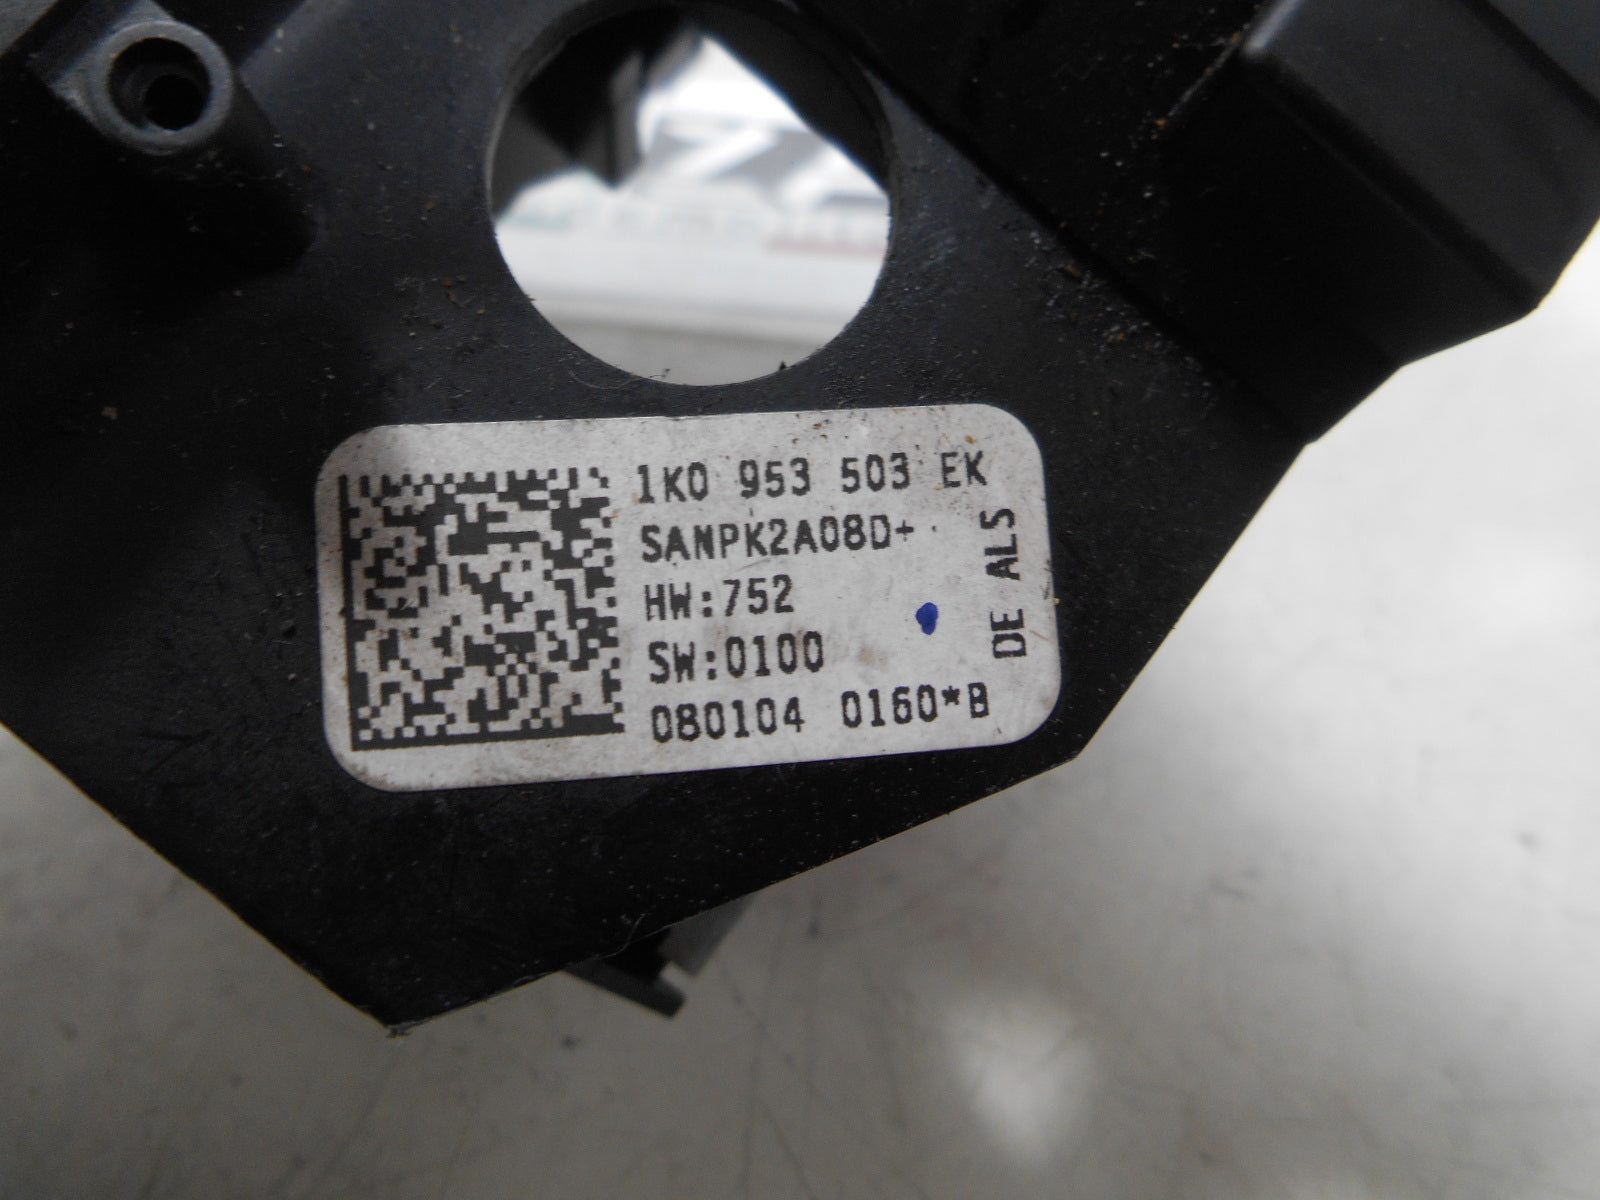 1K0 953 503 EK
SANPK2A08D+
HW:752
SW:0100
080104 0160*B
DE ALS